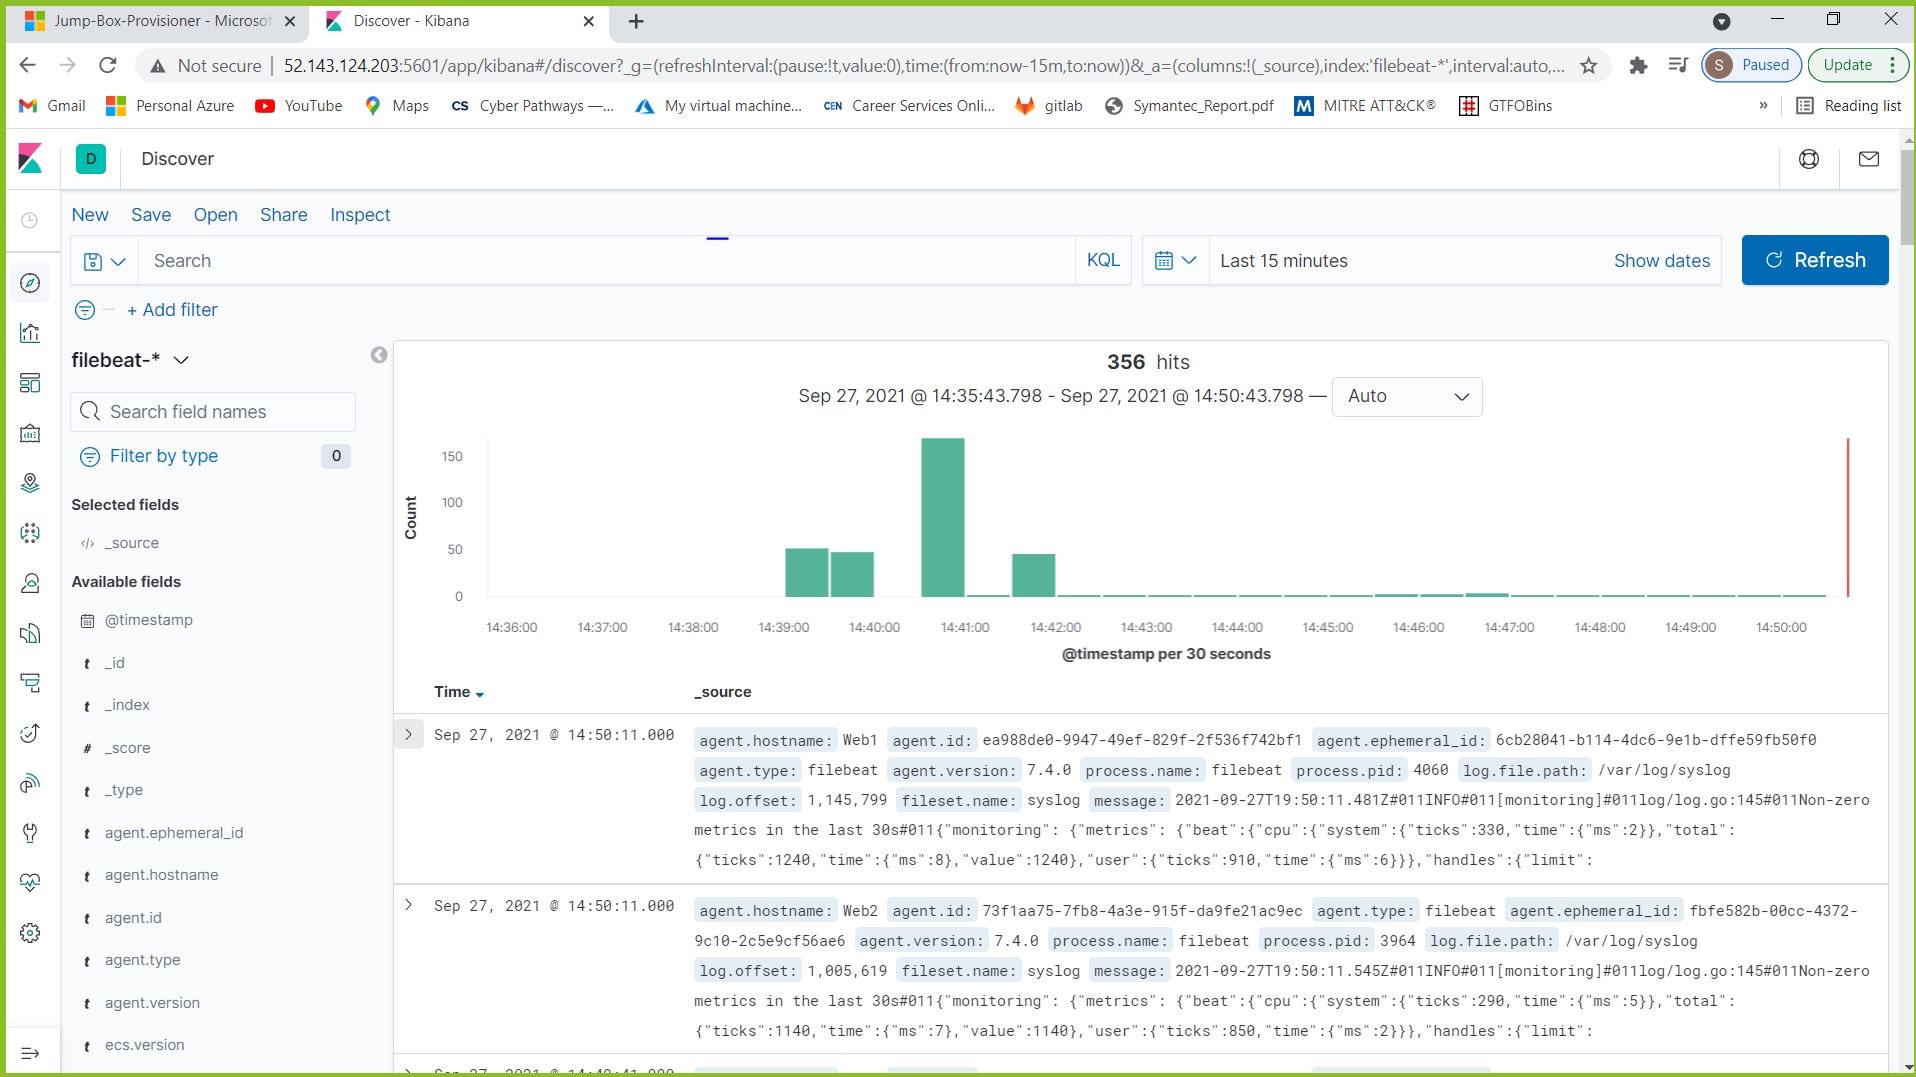 Jump-Box-Provisioner - Microsof
Discover - Kibana
Not secure
52.143.124.203:5601/app/kibana#/discover?_g=(refreshInterval:(pause:!t,value:0),time:(from:now-15m,to:now))&_a=(columns:!(_source),index:'filebeat-*',interval:auto,...
S Paused
Update
Gmail
Personal Azure
YouTube
Maps
CS Cyber Pathways —...
My virtual machine...
CEN Career Services Onli...
gitlab
Symantec_Report.pdf
M MITRE ATT&CK®
GTFOBins
»
Reading list
D
Discover
New Save Open Share Inspect
Search
KQL
Last 15 minutes
Show dates
Refresh
+ Add filter
filebeat-*
Search field names
Filter by type 0
Selected fields
_source
Available fields
@timestamp
t _id
t _index
# _score
t _type
t agent.ephemeral_id
t agent.hostname
t agent.id
t agent.type
t agent.version
t ecs.version
356 hits
Sep 27, 2021 @ 14:35:43.798 - Sep 27, 2021 @ 14:50:43.798 — Auto
Count
150
100
50
0
14:36:00 14:37:00 14:38:00 14:39:00 14:40:00 14:41:00 14:42:00 14:43:00 14:44:00 14:45:00 14:46:00 14:47:00 14:48:00 14:49:00 14:50:00
@timestamp per 30 seconds
Time _source
Sep 27, 2021 @ 14:50:11.000
agent.hostname: Web1 agent.id: ea988de0-9947-49ef-829f-2f536f742bf1 agent.ephemeral_id: 6cb28041-b114-4dc6-9e1b-dffe59fb50f0
agent.type: filebeat agent.version: 7.4.0 process.name: filebeat process.pid: 4060 log.file.path: /var/log/syslog
log.offset: 1,145,799 fileset.name: syslog message: 2021-09-27T19:50:11.481Z#011INFO#011[monitoring]#011log/log.go:145#011Non-zero
metrics in the last 30s#011{"monitoring": {"metrics": {"beat":{"cpu":{"system":{"ticks":330,"time":{"ms":2}},"total":
{"ticks":1240,"time":{"ms":8},"value":1240},"user":{"ticks":910,"time":{"ms":6}}},"handles":{"limit":
Sep 27, 2021 @ 14:50:11.000
agent.hostname: Web2 agent.id: 73f1aa75-7fb8-4a3e-915f-da9fe21ac9ec agent.type: filebeat agent.ephemeral_id: fbfe582b-00cc-4372-
9c10-2c5e9cf56ae6 agent.version: 7.4.0 process.name: filebeat process.pid: 3964 log.file.path: /var/log/syslog
log.offset: 1,005,619 fileset.name: syslog message: 2021-09-27T19:50:11.545Z#011INFO#011[monitoring]#011log/log.go:145#011Non-zero
metrics in the last 30s#011{"monitoring": {"metrics": {"beat":{"cpu":{"system":{"ticks":290,"time":{"ms":5}},"total":
{"ticks":1140,"time":{"ms":7},"value":1140},"user":{"ticks":850,"time":{"ms":2}}},"handles":{"limit":